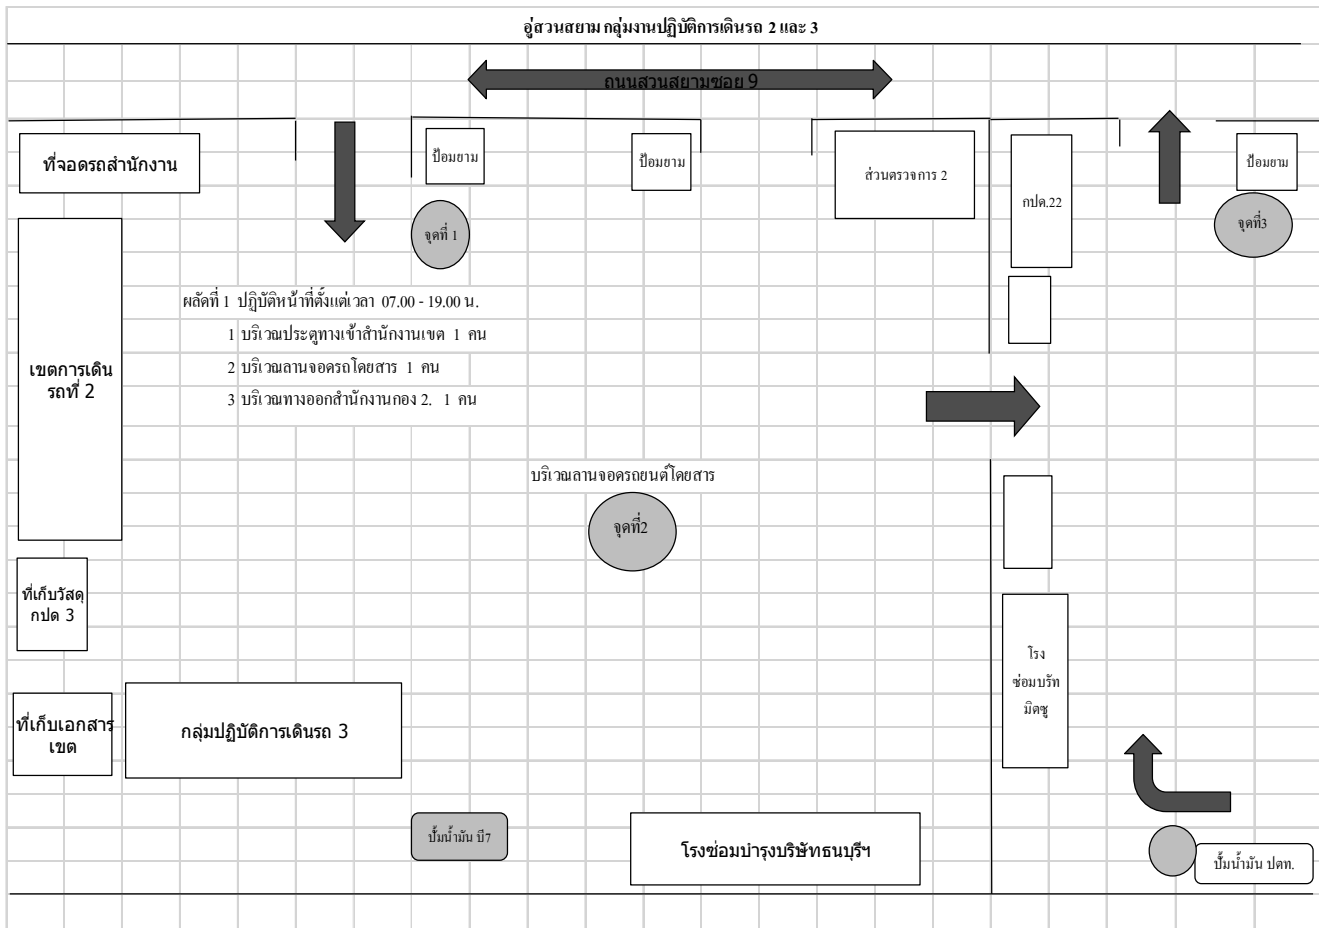 อู่สวนสยาม กลุ่มงานปฏิบัติการเดินรถ 2 และ 3
ถนนสวนสยามซอย 9
ที่จอดรถสำนักงาน
ป้อมยาม
ป้อมยาม
ส่วนตรวจการ 2
กปด.22
ป้อมยาม
จุดที่ 1
จุดที่3
ผลัดที่ 1 ปฏิบัติหน้าที่ตั้งแต่เวลา 07.00 - 19.00 น.
1 บริเวณประตูทางเข้าสำนักงานเขต 1 คน
2 บริเวณลานจอดรถโดยสาร 1 คน
3 บริเวณทางออกสำนักงานกอง 2. 1 คน
เขตการเดิน
รถที่ 2
บริเวณลานจอดรถยนต์โดยสาร
จุดที่2
ที่เก็บวัสดุ
กปด 3
โรง
ซ่อมบรัท
มิตซู
ที่เก็บเอกสาร
เขต
กลุ่มปฏิบัติการเดินรถ 3
ปั้มน้ำมัน บี7
โรงซ่อมบำรุงบริษัทธนบุรีฯ
ปั้มน้ำมัน ปตท.